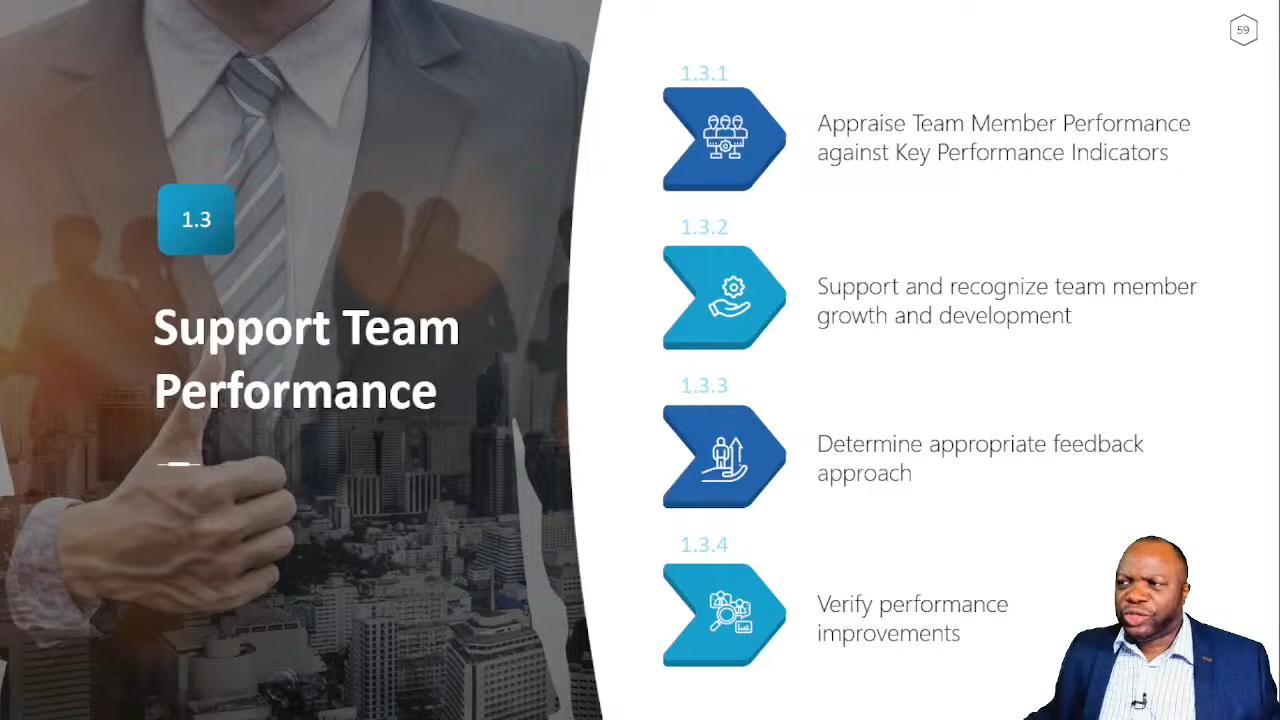 59
1.3
Support Team
Performance
1.3.1
Appraise Team Member Performance
against Key Performance Indicators
1.3.2
Support and recognize team member
growth and development
1.3.3
Determine appropriate feedback
approach
1.3.4
Verify performance
improvements